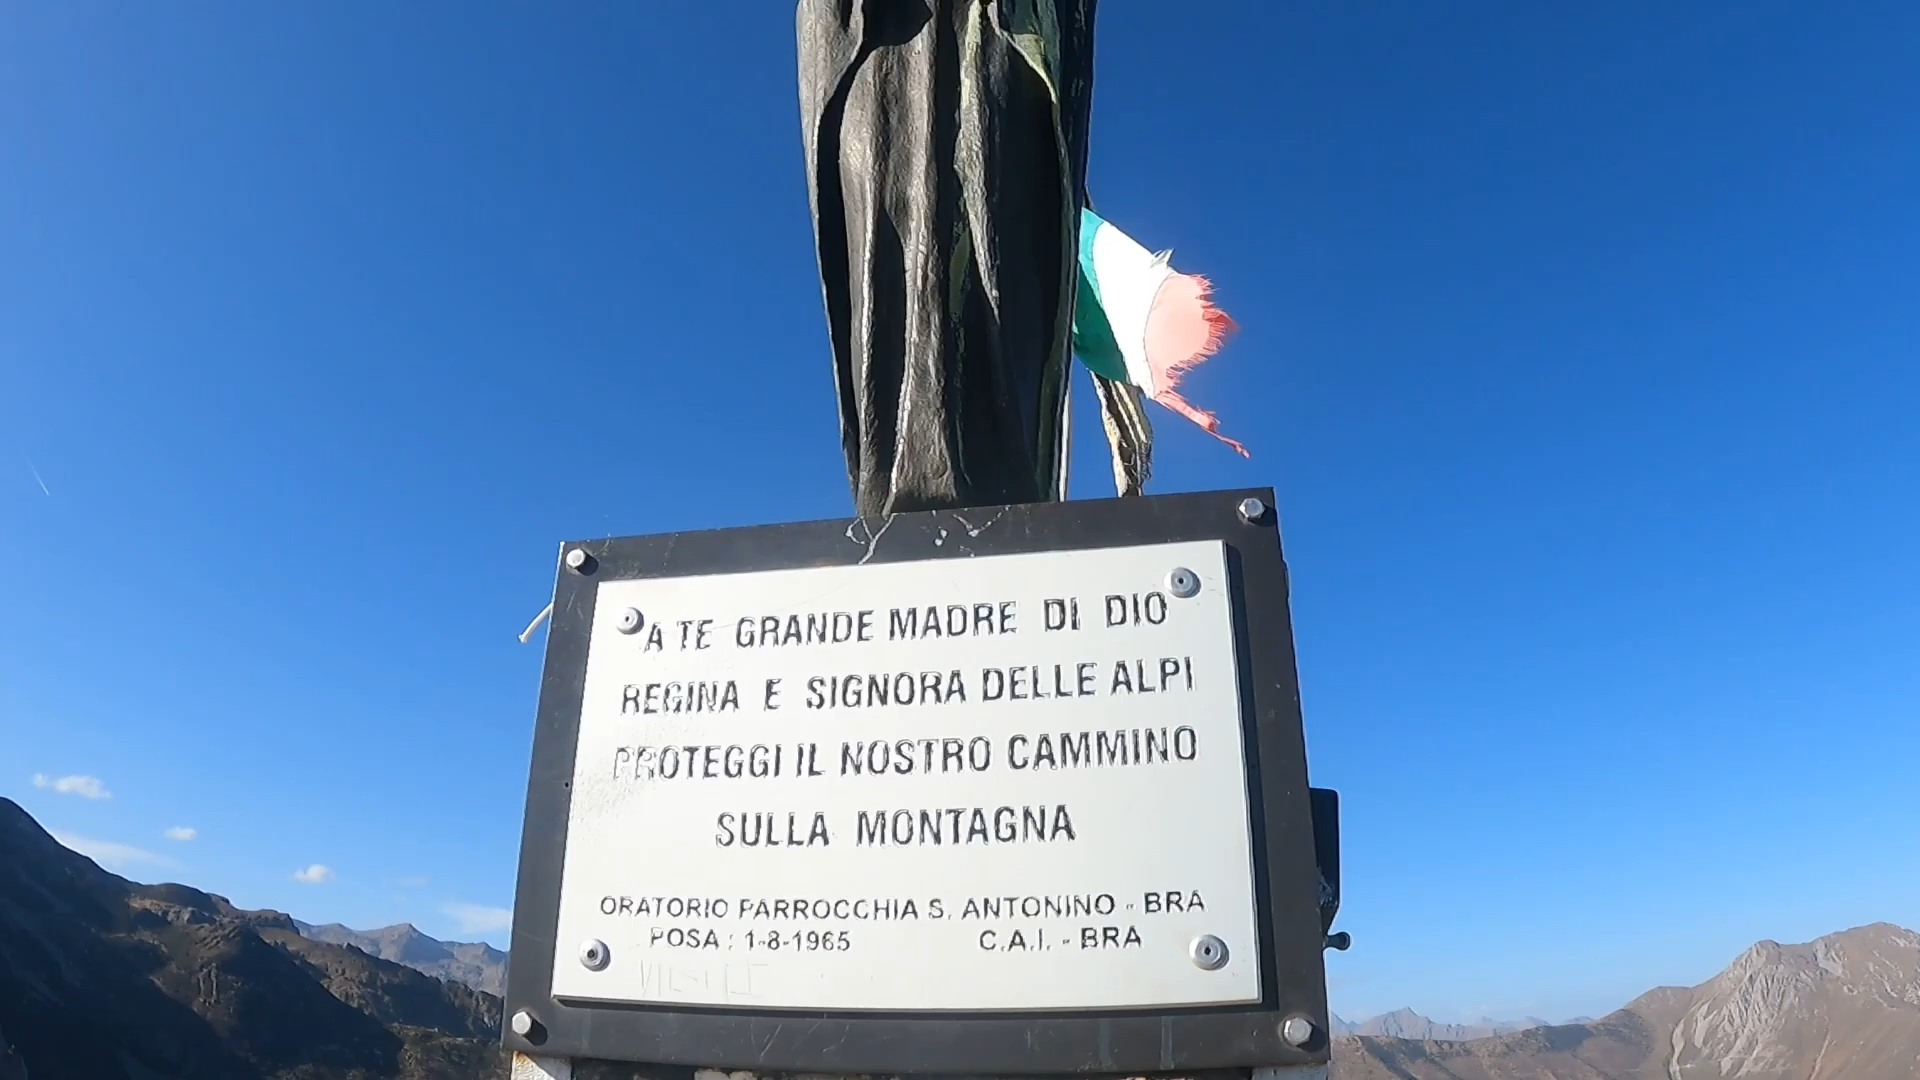 A TE GRANDE MADRE DI DIO
REGINA E SIGNORA DELLE ALPI
PROTEGGI IL NOSTRO CAMMINO
SULLA MONTAGNA
ORATORIO PARROCCHIA S. ANTONINO - BRA
POSA : 1-8-1965 C.A.I. - BRA